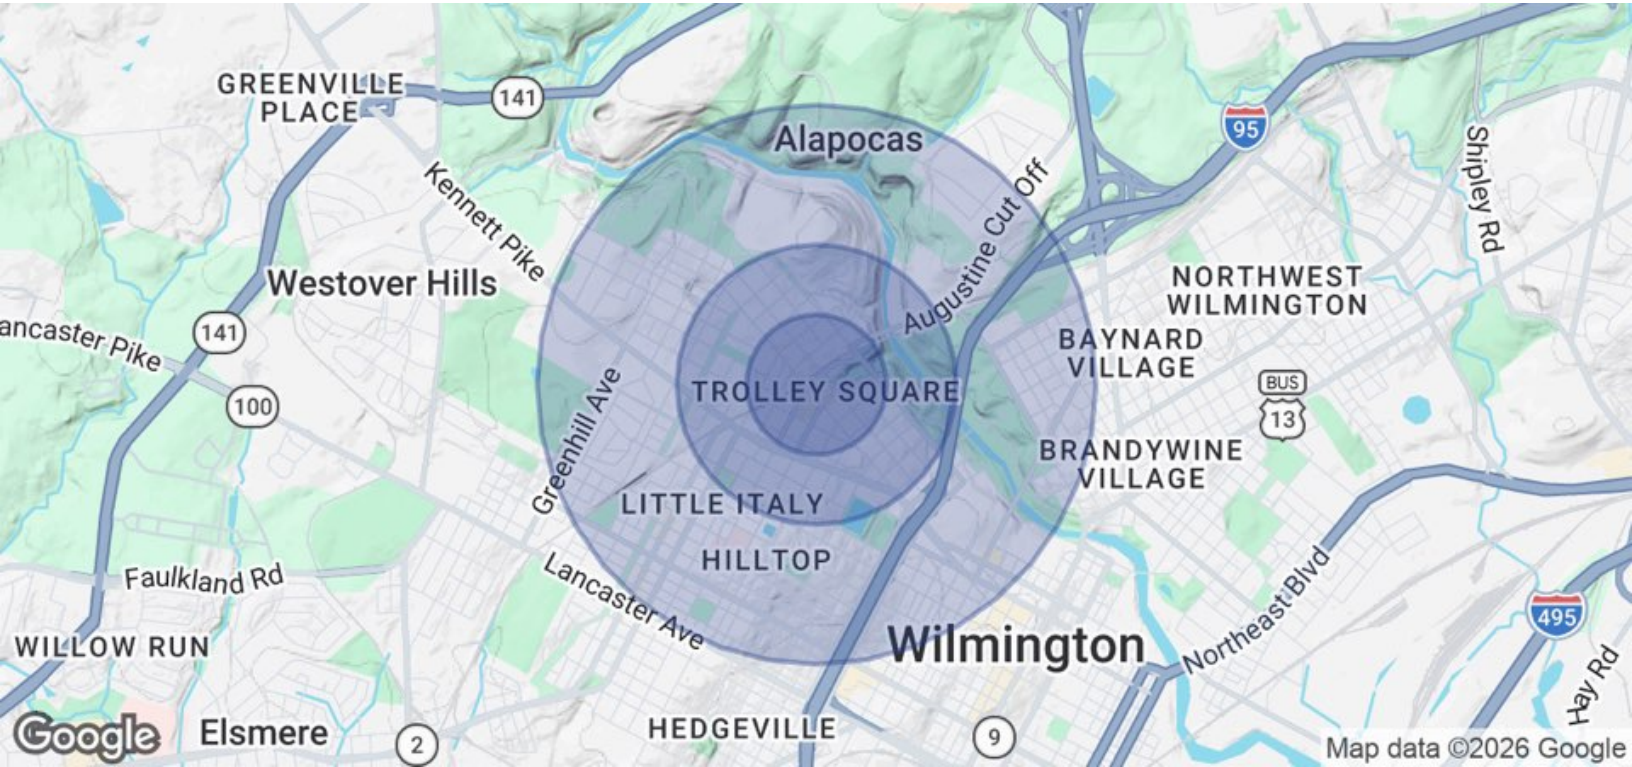 GREENVILLE
PLACE
141
Alapocas
95
Shipley Rd
Kennett Pike
Augustine Cut Off
Westover Hills
NORTHWEST
WILMINGTON
141
ancaster Pike
BAYNARD
VILLAGE
TROLLEY SQUARE
BUS
13
100
Greenhill Ave
BRANDYWINE
VILLAGE
LITTLE ITALY
HILLTOP
Faulkland Rd
Lancaster Ave
Northeast Blvd
495
WILLOW RUN
Wilmington
Hay Rd
Google
Elsmere
2
HEDGEVILLE
9
Map data ©2026 Google